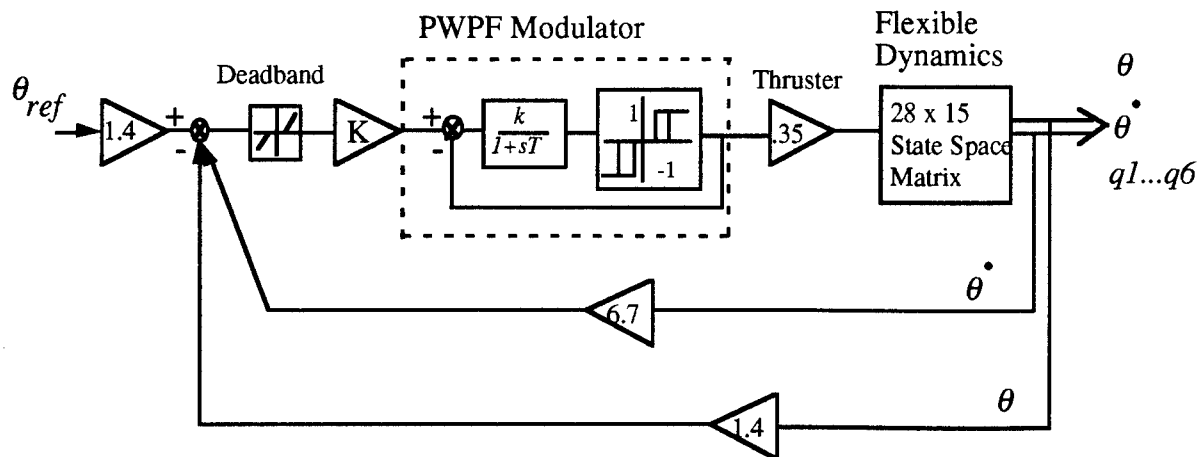 PWPF Modulator
Flexible
Dynamics
Deadband
Thruster
θref
1.4
+
-
K
+
-
k
1+sT
1
-1
.35
28 x 15
State Space
Matrix
θ
θ̇
q1...q6
6.7
θ̇
1.4
θ